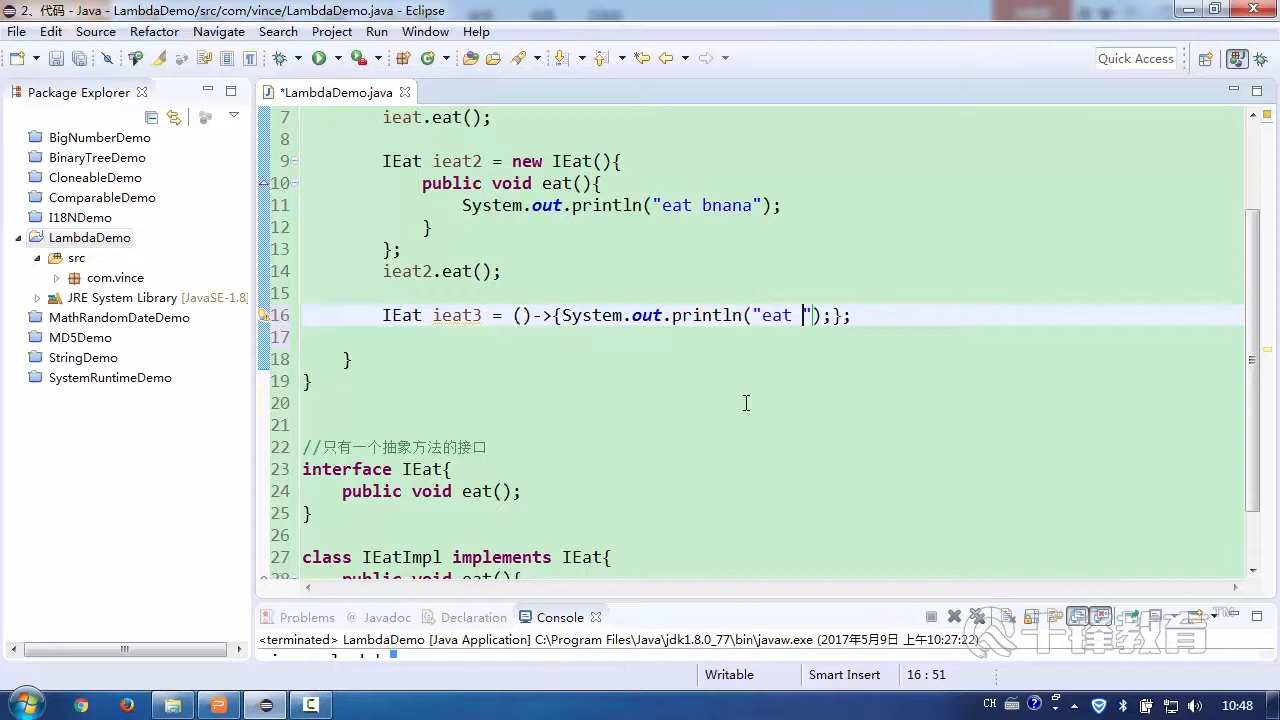 2、代码 - Java - LambdaDemo/src/com/vince/LambdaDemo.java - Eclipse
File Edit Source Refactor Navigate Search Project Run Window Help
Quick Access
Package Explorer
*LambdaDemo.java
BigNumberDemo
BinaryTreeDemo
CloneableDemo
ComparableDemo
I18NDemo
LambdaDemo
src
com.vince
JRE System Library [JavaSE-1.8]
MathRandomDateDemo
MD5Demo
StringDemo
SystemRuntimeDemo
7 ieat.eat();
8
9 IEat ieat2 = new IEat(){
10 public void eat(){
11 System.out.println("eat bnana");
12 }
13 };
14 ieat2.eat();
15
16 IEat ieat3 = ()->{System.out.println("eat ");};
17
18 }
19 }
20
21
22 //只有一个抽象方法的接口
23 interface IEat{
24 public void eat();
25 }
26
27 class IEatImpl implements IEat{
28 public void eat(){
Problems Javadoc Declaration Console
<terminated> LambdaDemo [Java Application] C:\Program Files\Java\jdk1.8.0_77\bin\javaw.exe (2017年5月9日 上午10:27:22)
千锋教育
Writable Smart Insert 16 : 51
CH 10:48